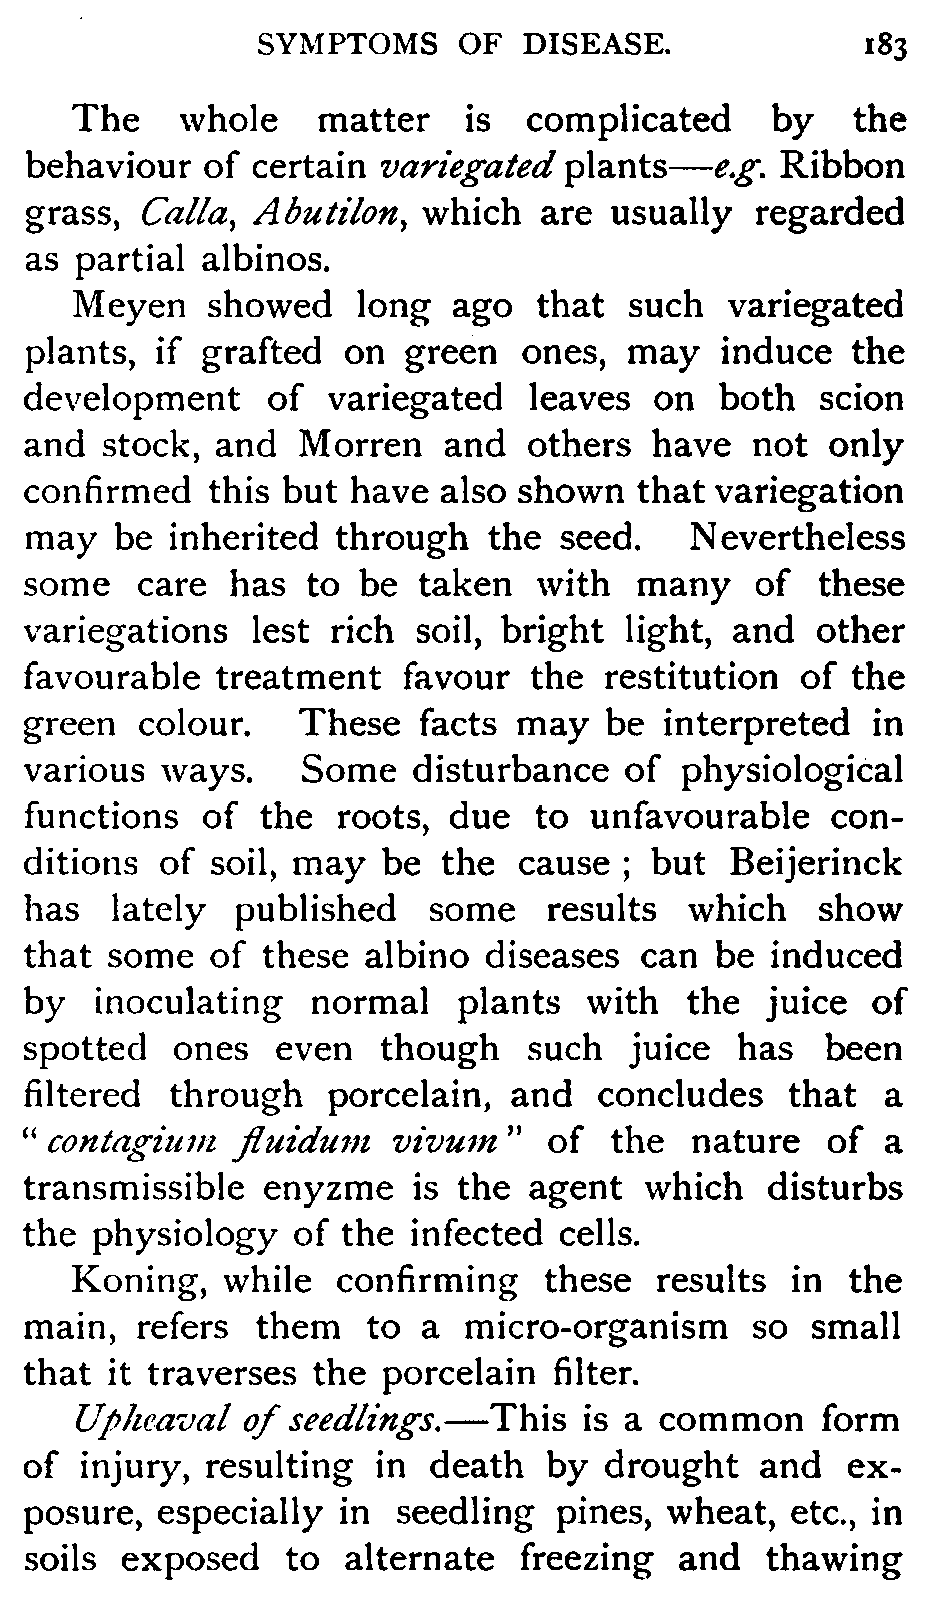 SYMPTOMS OF DISEASE. 183
The whole matter is complicated by the
behaviour of certain variegated plants—e.g. Ribbon
grass, Calla, Abutilon, which are usually regarded
as partial albinos.
Meyen showed long ago that such variegated
plants, if grafted on green ones, may induce the
development of variegated leaves on both scion
and stock, and Morren and others have not only
confirmed this but have also shown that variegation
may be inherited through the seed. Nevertheless
some care has to be taken with many of these
variegations lest rich soil, bright light, and other
favourable treatment favour the restitution of the
green colour. These facts may be interpreted in
various ways. Some disturbance of physiological
functions of the roots, due to unfavourable con-
ditions of soil, may be the cause ; but Beijerinck
has lately published some results which show
that some of these albino diseases can be induced
by inoculating normal plants with the juice of
spotted ones even though such juice has been
filtered through porcelain, and concludes that a
“ contagium fluidum vivum ” of the nature of a
transmissible enyzme is the agent which disturbs
the physiology of the infected cells.
Koning, while confirming these results in the
main, refers them to a micro-organism so small
that it traverses the porcelain filter.
Upheaval of seedlings.—This is a common form
of injury, resulting in death by drought and ex-
posure, especially in seedling pines, wheat, etc., in
soils exposed to alternate freezing and thawing